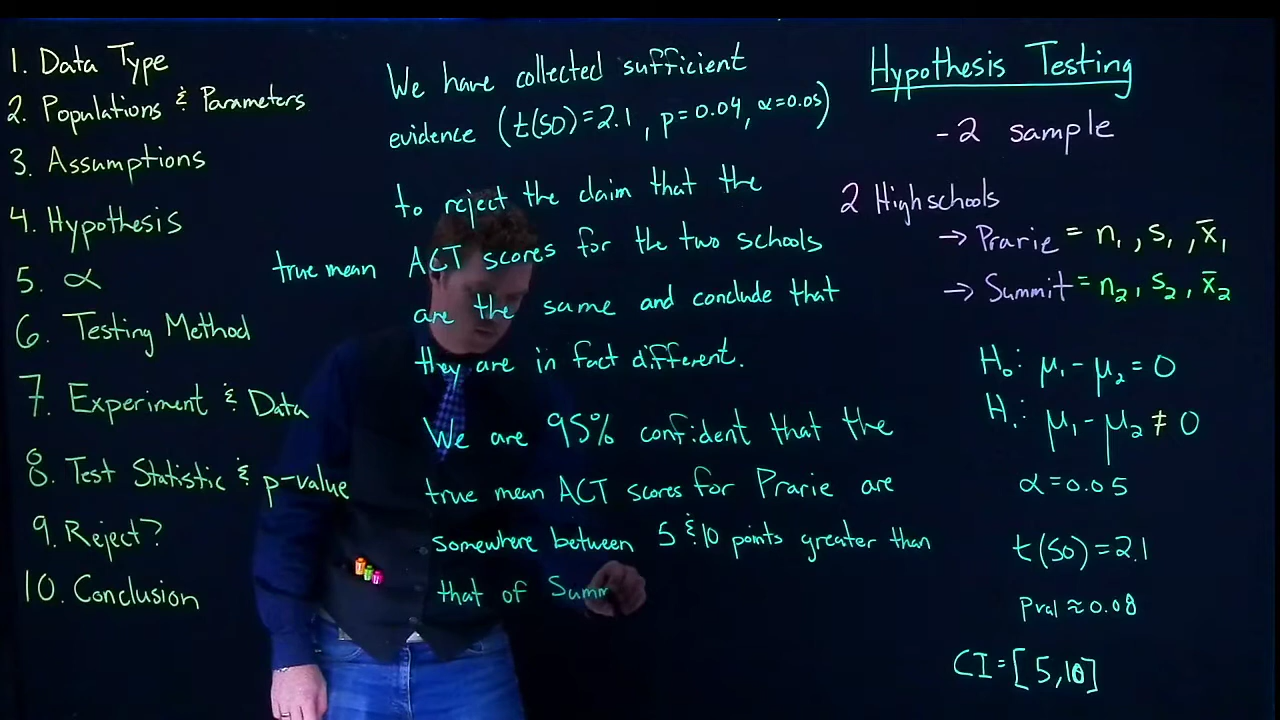 1. Data Type
2. Populations & Parameters
3. Assumptions
4. Hypothesis
5. α
6. Testing Method
7. Experiment & Data
8. Test Statistic & p-value
9. Reject?
10. Conclusion
We have collected sufficient
evidence (t(50)=2.1, p=0.04, α=0.05)
to reject the claim that the
true mean ACT scores for the two schools
are the same and conclude that
they are in fact different.
We are 95% confident that the
true mean ACT scores for Prarie are
somewhere between 5 & 10 points greater than
that of Summ
Hypothesis Testing
- 2 sample
2 Highschools
→ Prarie = n₁, s₁, x̄₁
→ Summit = n₂, s₂, x̄₂
H₀: μ₁ - μ₂ = 0
H₁: μ₁ - μ₂ ≠ 0
α = 0.05
t(50) = 2.1
Pval ≈ 0.08
CI = [5,10]